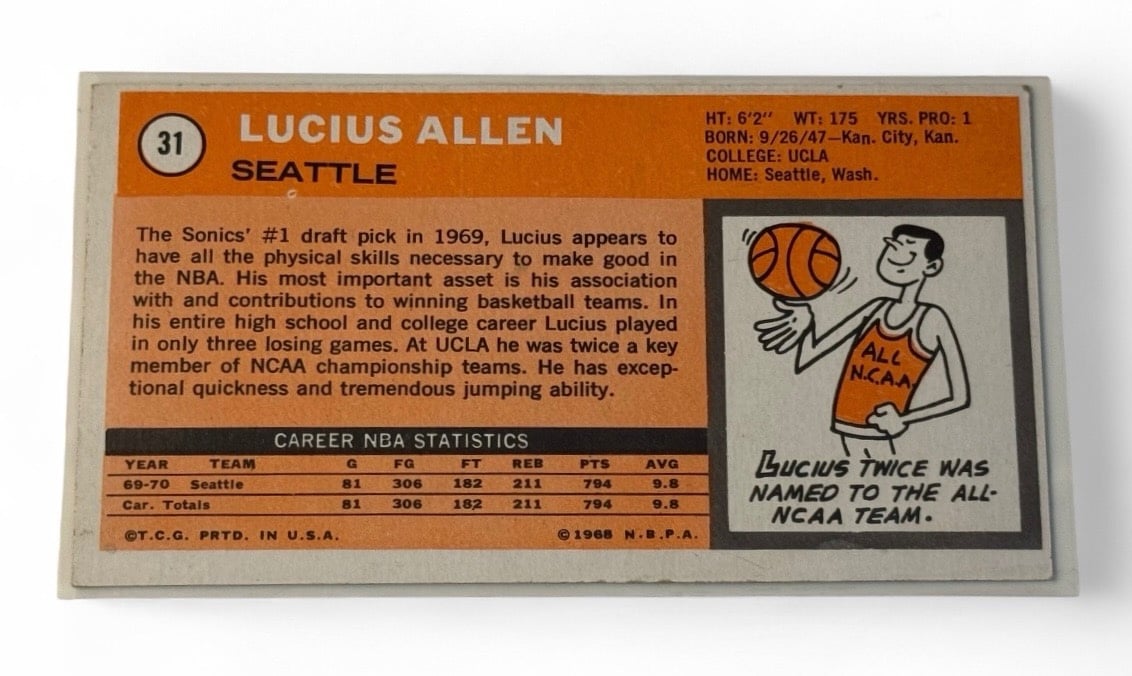 31
LUCIUS ALLEN
SEATTLE
HT: 6'2" WT: 175 YRS. PRO: 1
BORN: 9/26/47—Kan. City, Kan.
COLLEGE: UCLA
HOME: Seattle, Wash.
The Sonics' #1 draft pick in 1969, Lucius appears to
have all the physical skills necessary to make good in
the NBA. His most important asset is his association
with and contributions to winning basketball teams. In
his entire high school and college career Lucius played
in only three losing games. At UCLA he was twice a key
member of NCAA championship teams. He has excep-
tional quickness and tremendous jumping ability.
CAREER NBA STATISTICS
YEAR TEAM G FG FT REB PTS AVG
69-70 Seattle 81 306 182 211 794 9.8
Car. Totals 81 306 182 211 794 9.8
©T.C.G. PRTD. IN U.S.A. ©1968 N.B.P.A.
ALL
N.C.A.A.
LUCIUS TWICE WAS
NAMED TO THE ALL-
NCAA TEAM.